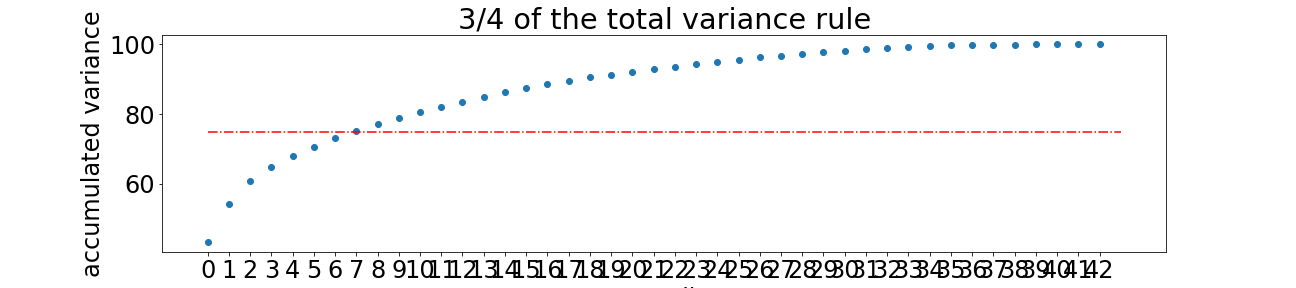 3/4 of the total variance rule
accumulated variance
100
80
60
0 1 2 3 4 5 6 7 8 9 10 11 12 13 14 15 16 17 18 19 20 21 22 23 24 25 26 27 28 29 30 31 32 33 34 35 36 37 38 39 40 41 42